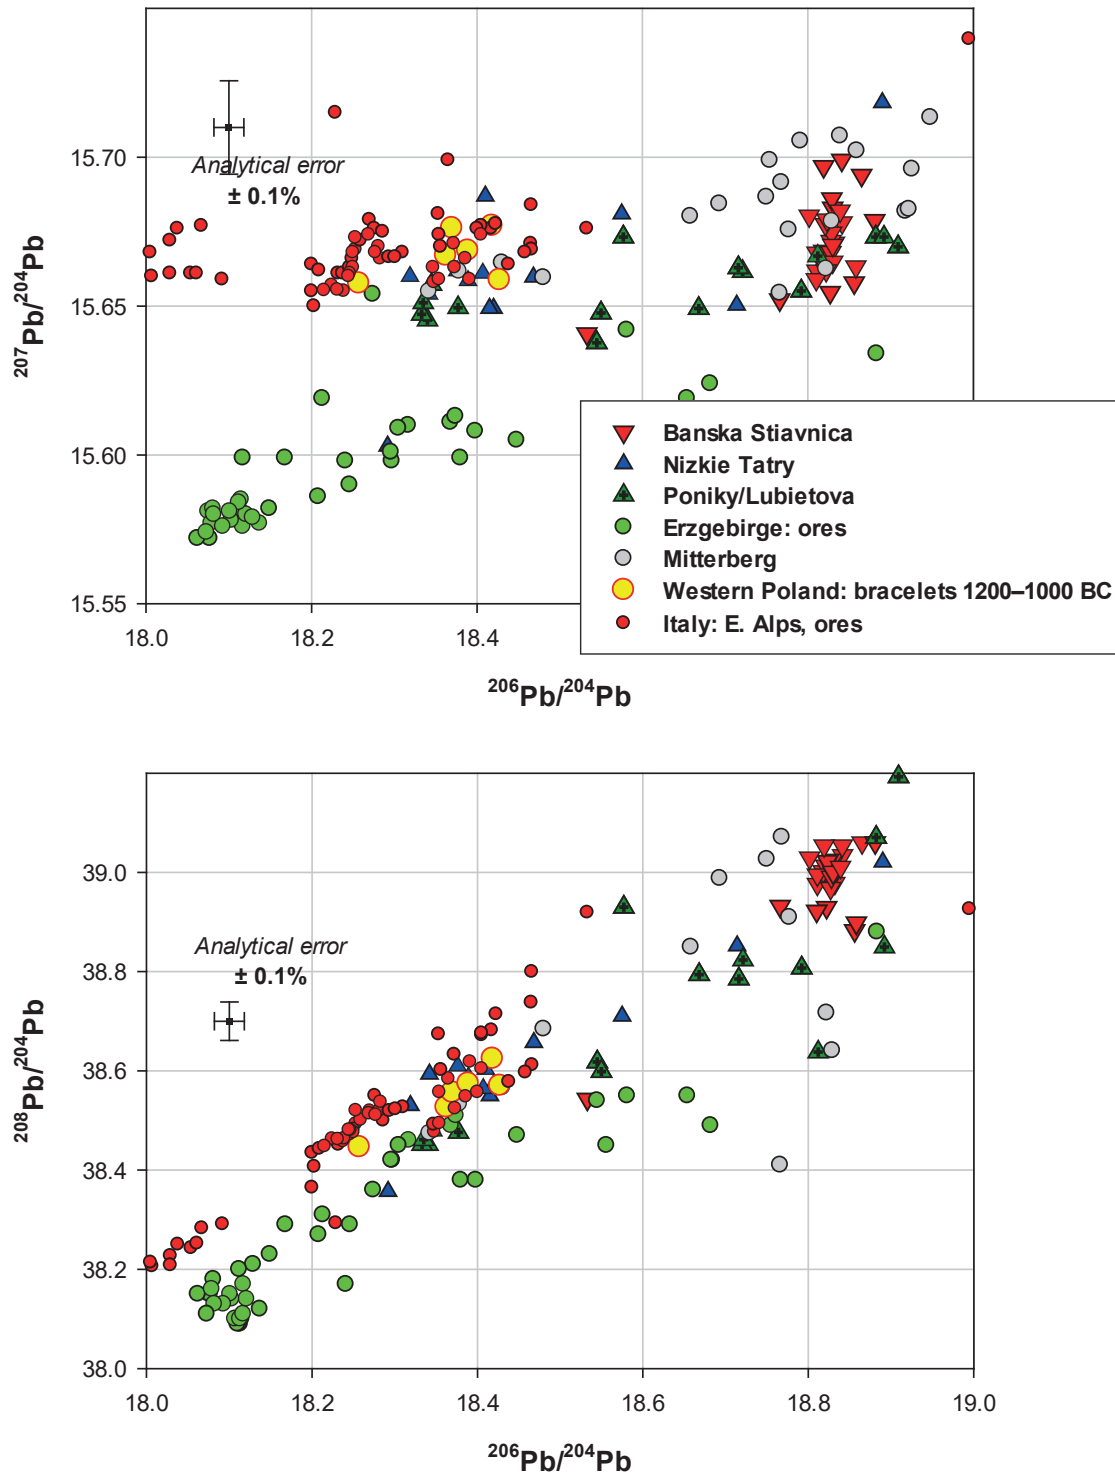 15.70
Analytical error
± 0.1%
²⁰⁷Pb/²⁰⁴Pb
15.65
15.60
15.55
Banska Stiavnica
Nizkie Tatry
Poniky/Lubietova
Erzgebirge: ores
Mitterberg
Western Poland: bracelets 1200–1000 BC
Italy: E. Alps, ores
18.0 18.2 18.4
²⁰⁶Pb/²⁰⁴Pb
39.0
Analytical error
± 0.1%
38.8
²⁰⁸Pb/²⁰⁴Pb
38.6
38.4
38.2
38.0
18.0 18.2 18.4 18.6 18.8 19.0
²⁰⁶Pb/²⁰⁴Pb